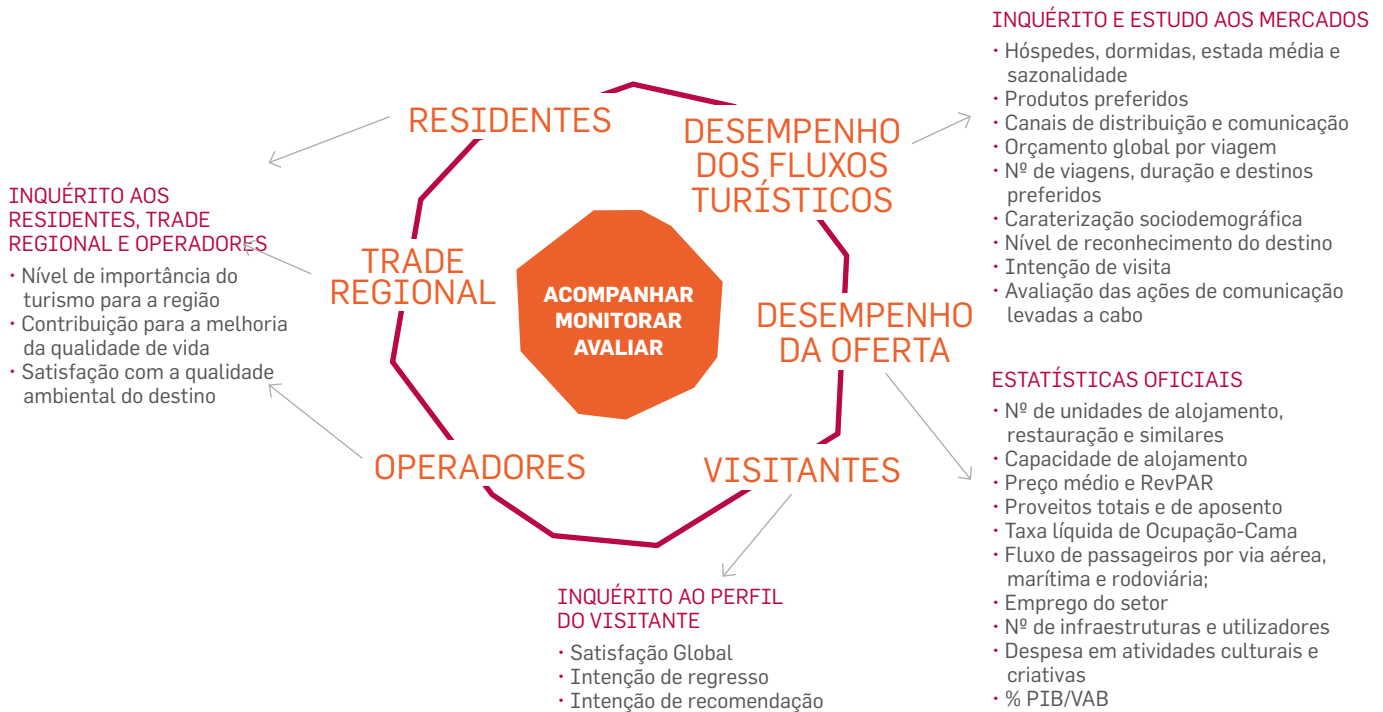 RESIDENTES
DESEMPENHO
DOS FLUXOS
TURÍSTICOS
TRADE
REGIONAL
ACOMPANHAR
MONITORAR
AVALIAR
DESEMPENHO
DA OFERTA
OPERADORES
VISITANTES
INQUÉRITO AOS
RESIDENTES, TRADE
REGIONAL E OPERADORES
· Nível de importância do
turismo para a região
· Contribuição para a melhoria
da qualidade de vida
· Satisfação com a qualidade
ambiental do destino
INQUÉRITO E ESTUDO AOS MERCADOS
· Hóspedes, dormidas, estada média e
sazonalidade
· Produtos preferidos
· Canais de distribuição e comunicação
· Orçamento global por viagem
· Nº de viagens, duração e destinos
preferidos
· Caraterização sociodemográfica
· Nível de reconhecimento do destino
· Intenção de visita
· Avaliação das ações de comunicação
levadas a cabo
ESTATÍSTICAS OFICIAIS
· Nº de unidades de alojamento,
restauração e similares
· Capacidade de alojamento
· Preço médio e RevPAR
· Proveitos totais e de aposento
· Taxa líquida de Ocupação-Cama
· Fluxo de passageiros por via aérea,
marítima e rodoviária;
· Emprego do setor
· Nº de infraestruturas e utilizadores
· Despesa em atividades culturais e
criativas
· % PIB/VAB
INQUÉRITO AO PERFIL
DO VISITANTE
· Satisfação Global
· Intenção de regresso
· Intenção de recomendação